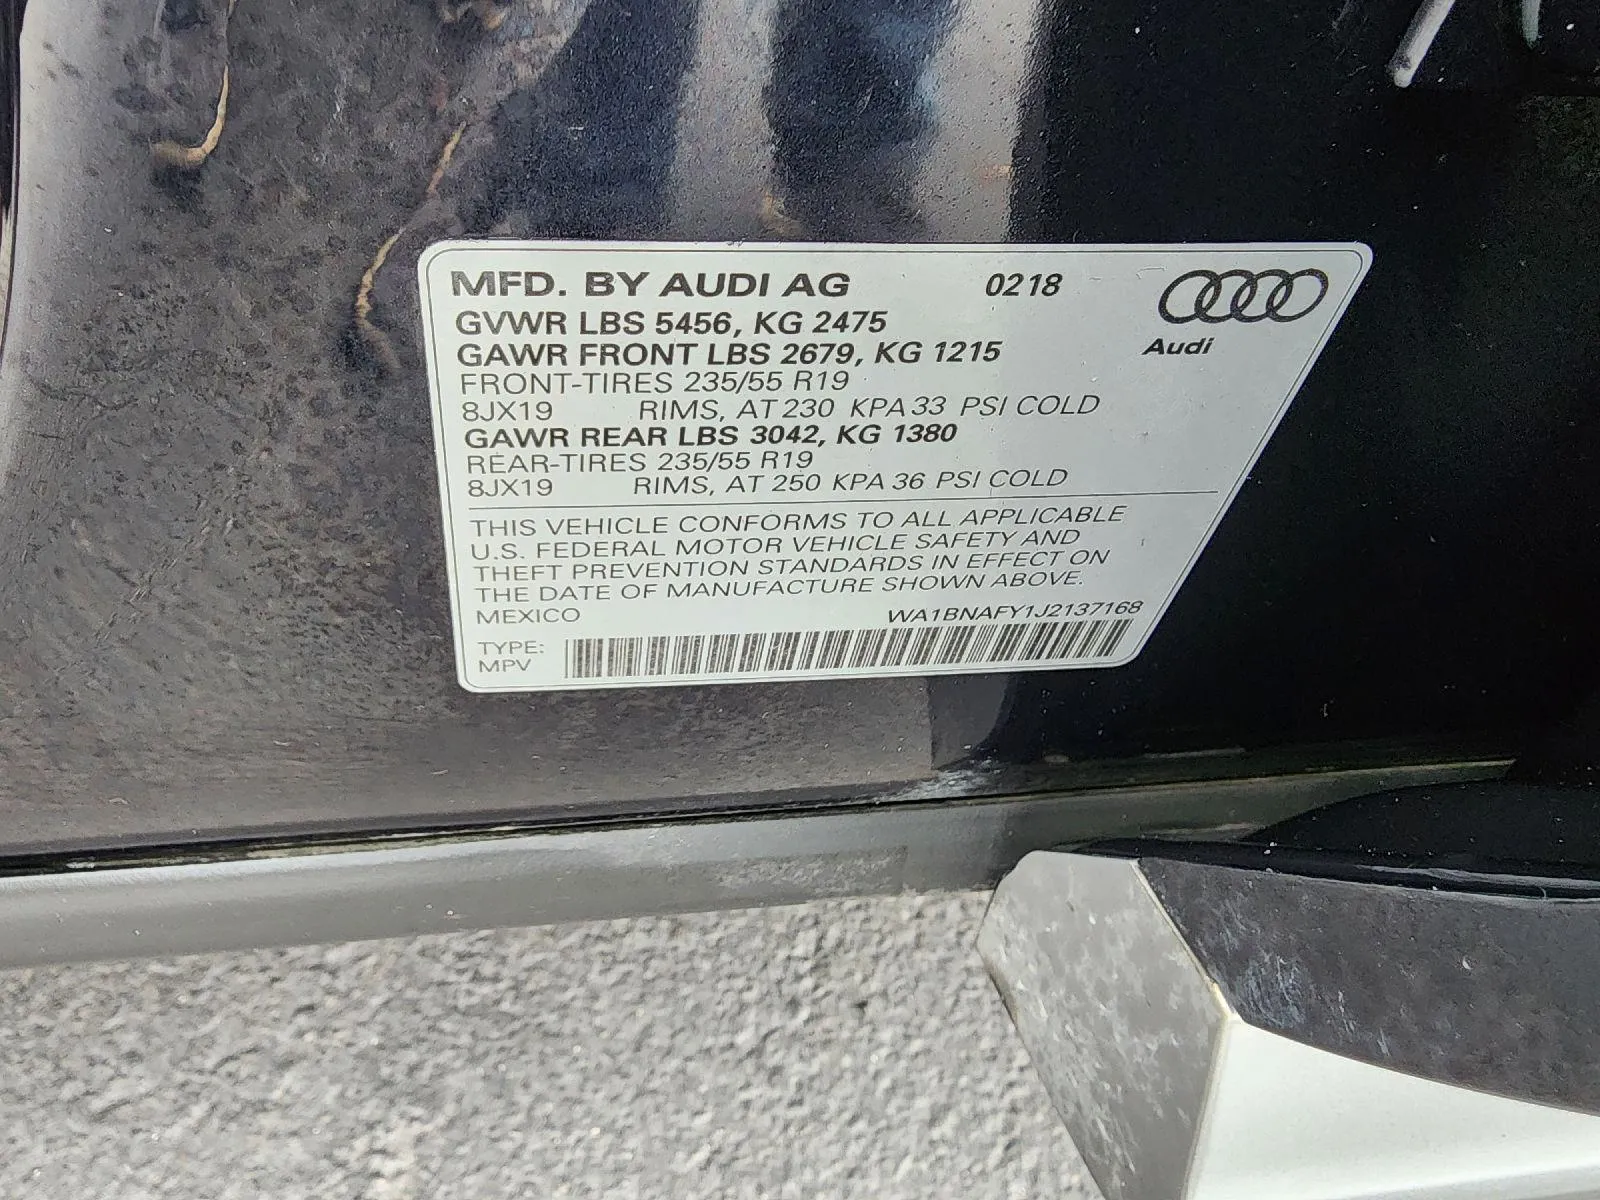 MFD. BY AUDI AG 0218
GVWR LBS 5456, KG 2475
GAWR FRONT LBS 2679, KG 1215
Audi
FRONT-TIRES 235/55 R19
8JX19 RIMS, AT 230 KPA 33 PSI COLD
GAWR REAR LBS 3042, KG 1380
REAR-TIRES 235/55 R19
8JX19 RIMS, AT 250 KPA 36 PSI COLD
THIS VEHICLE CONFORMS TO ALL APPLICABLE
U.S. FEDERAL MOTOR VEHICLE SAFETY AND
THEFT PREVENTION STANDARDS IN EFFECT ON
THE DATE OF MANUFACTURE SHOWN ABOVE.
MEXICO WA1BNAFY1J2137168
TYPE:
MPV